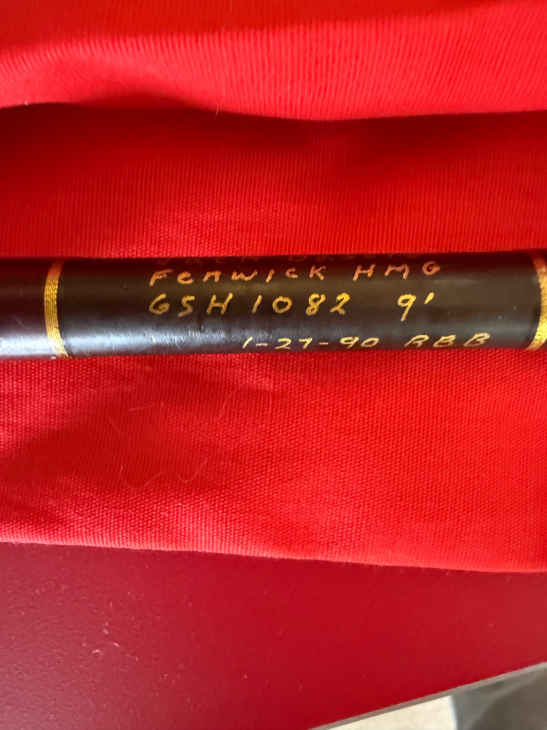 FENWICK HMG
GSH 1082 9'
1-27-90 RBB